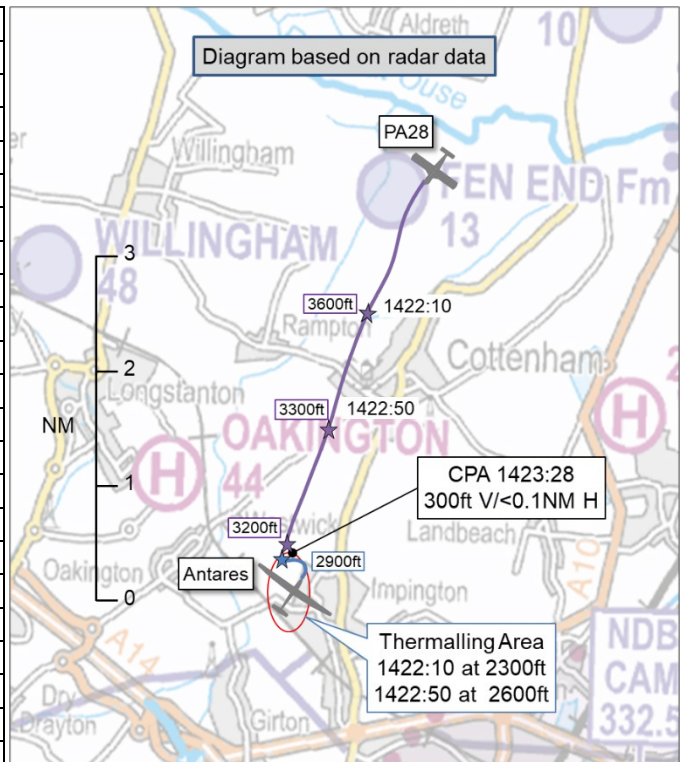 Aldreth
10
Diagram based on radar data
Ouse
PA28
Willingham
FEN END Fm
13
WILLINGHAM
48
3
3600ft
1422:10
Rampton
2
Cottenham
Longstanton
3300ft
1422:50
NM
OAKINGTON
44
H
H
2
CPA 1423:28
300ft V/<0.1NM H
1
3200ft
Westwick
Landbeach
A10
Oakington
Antares
2900ft
0
Impington
A14
Thermalling Area
1422:10 at 2300ft
1422:50 at 2600ft
NDB
CAM
332.5
Dry
Drayton
Girton